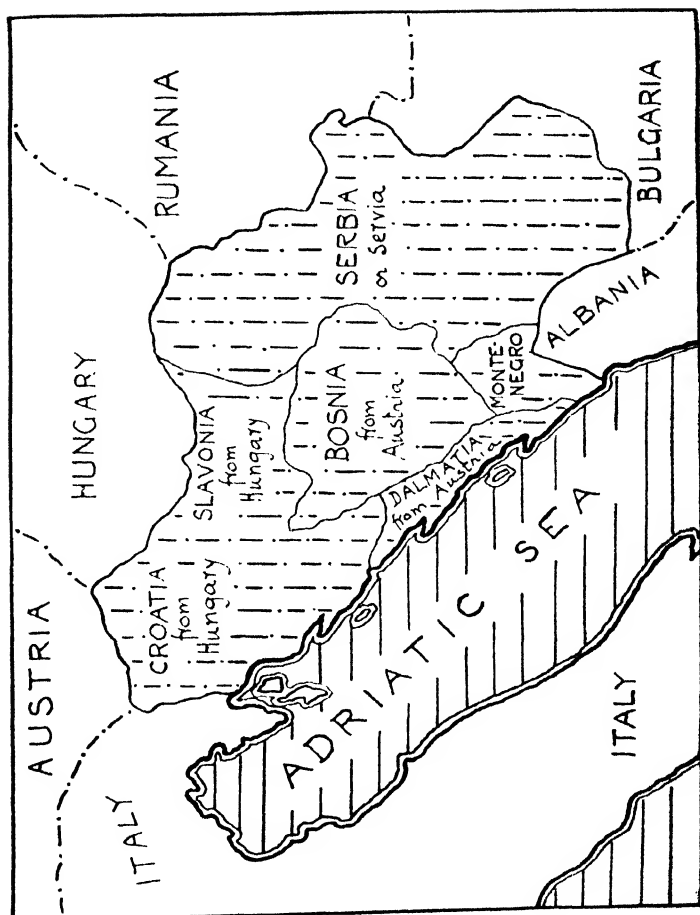 AUSTRIA
HUNGARY
RUMANIA
ITALY
CROATIA
from
Hungary
SLAVONIA
from
Hungary
BOSNIA
from
Austria
SERBIA
or Servia
DALMATIA
from Austria
MONTE-
NEGRO
ALBANIA
BULGARIA
ADRIATIC SEA
ITALY